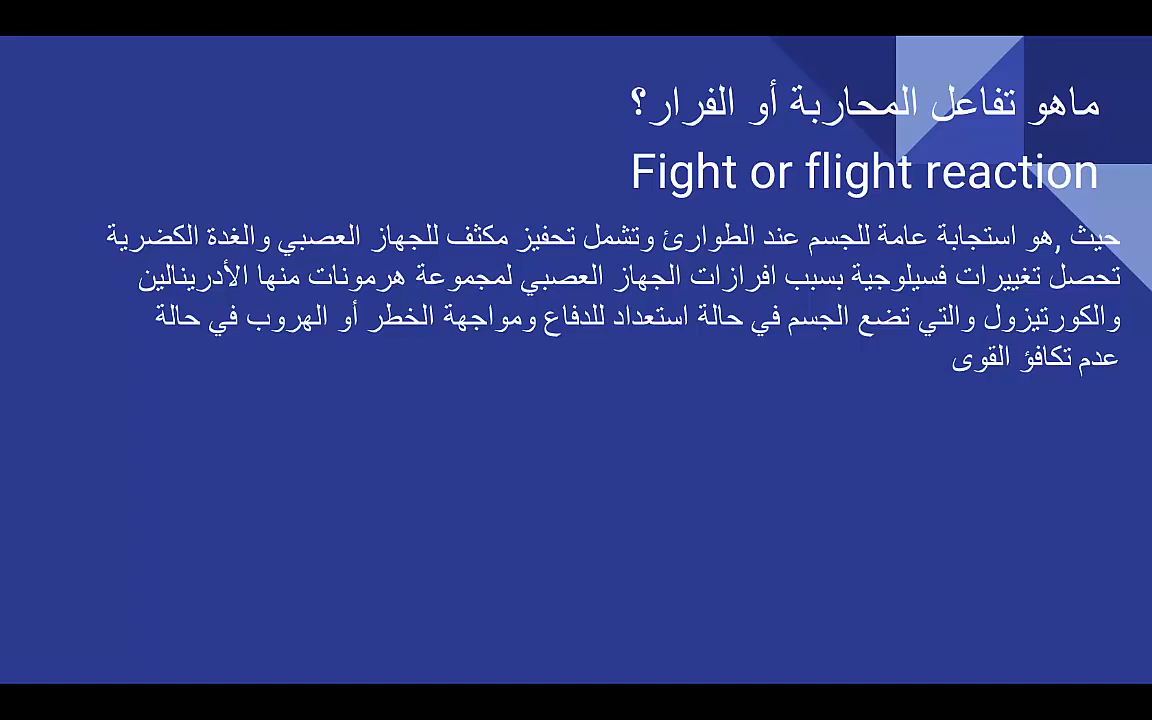 ماهو تفاعل المحاربة أو الفرار؟
Fight or flight reaction
حيث ,هو استجابة عامة للجسم عند الطوارئ وتشمل تحفيز مكثف للجهاز العصبي والغدة الكضرية
تحصل تغييرات فسيلوجية بسبب افرازات الجهاز العصبي لمجموعة هرمونات منها الأدرينالين
والكورتيزول والتي تضع الجسم في حالة استعداد للدفاع ومواجهة الخطر أو الهروب في حالة
عدم تكافؤ القوى